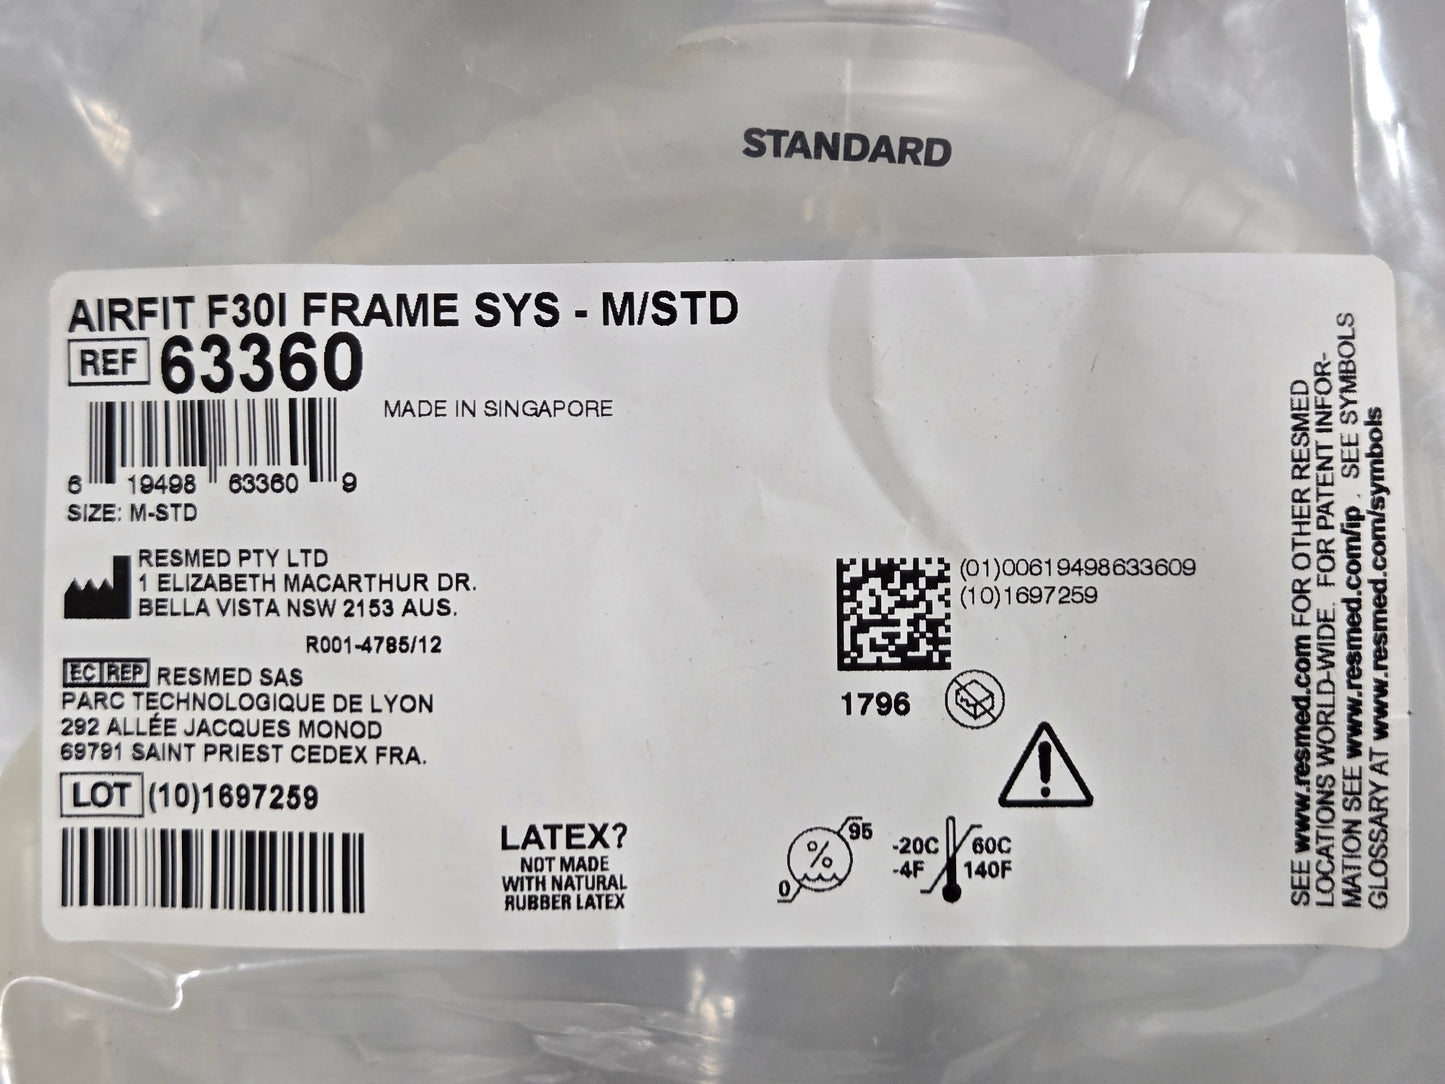 STANDARD
AIRFIT F30I FRAME SYS - M/STD
REF 63360
MADE IN SINGAPORE
6 19498 63360 9
SIZE: M-STD
RESMED PTY LTD
1 ELIZABETH MACARTHUR DR.
BELLA VISTA NSW 2153 AUS.
R001-4785/12
EC REP RESMED SAS
PARC TECHNOLOGIQUE DE LYON
292 ALLÉE JACQUES MONOD
69791 SAINT PRIEST CEDEX FRA.
LOT (10)1697259
LATEX?
NOT MADE
WITH NATURAL
RUBBER LATEX
(01)00619498633609
(10)1697259
1796
% 95
0
-20C 60C
-4F 140F
SEE www.resmed.com FOR OTHER RESMED
LOCATIONS WORLD-WIDE. FOR PATENT INFOR-
MATION SEE www.resmed.com/ip . SEE SYMBOLS
GLOSSARY AT www.resmed.com/symbols